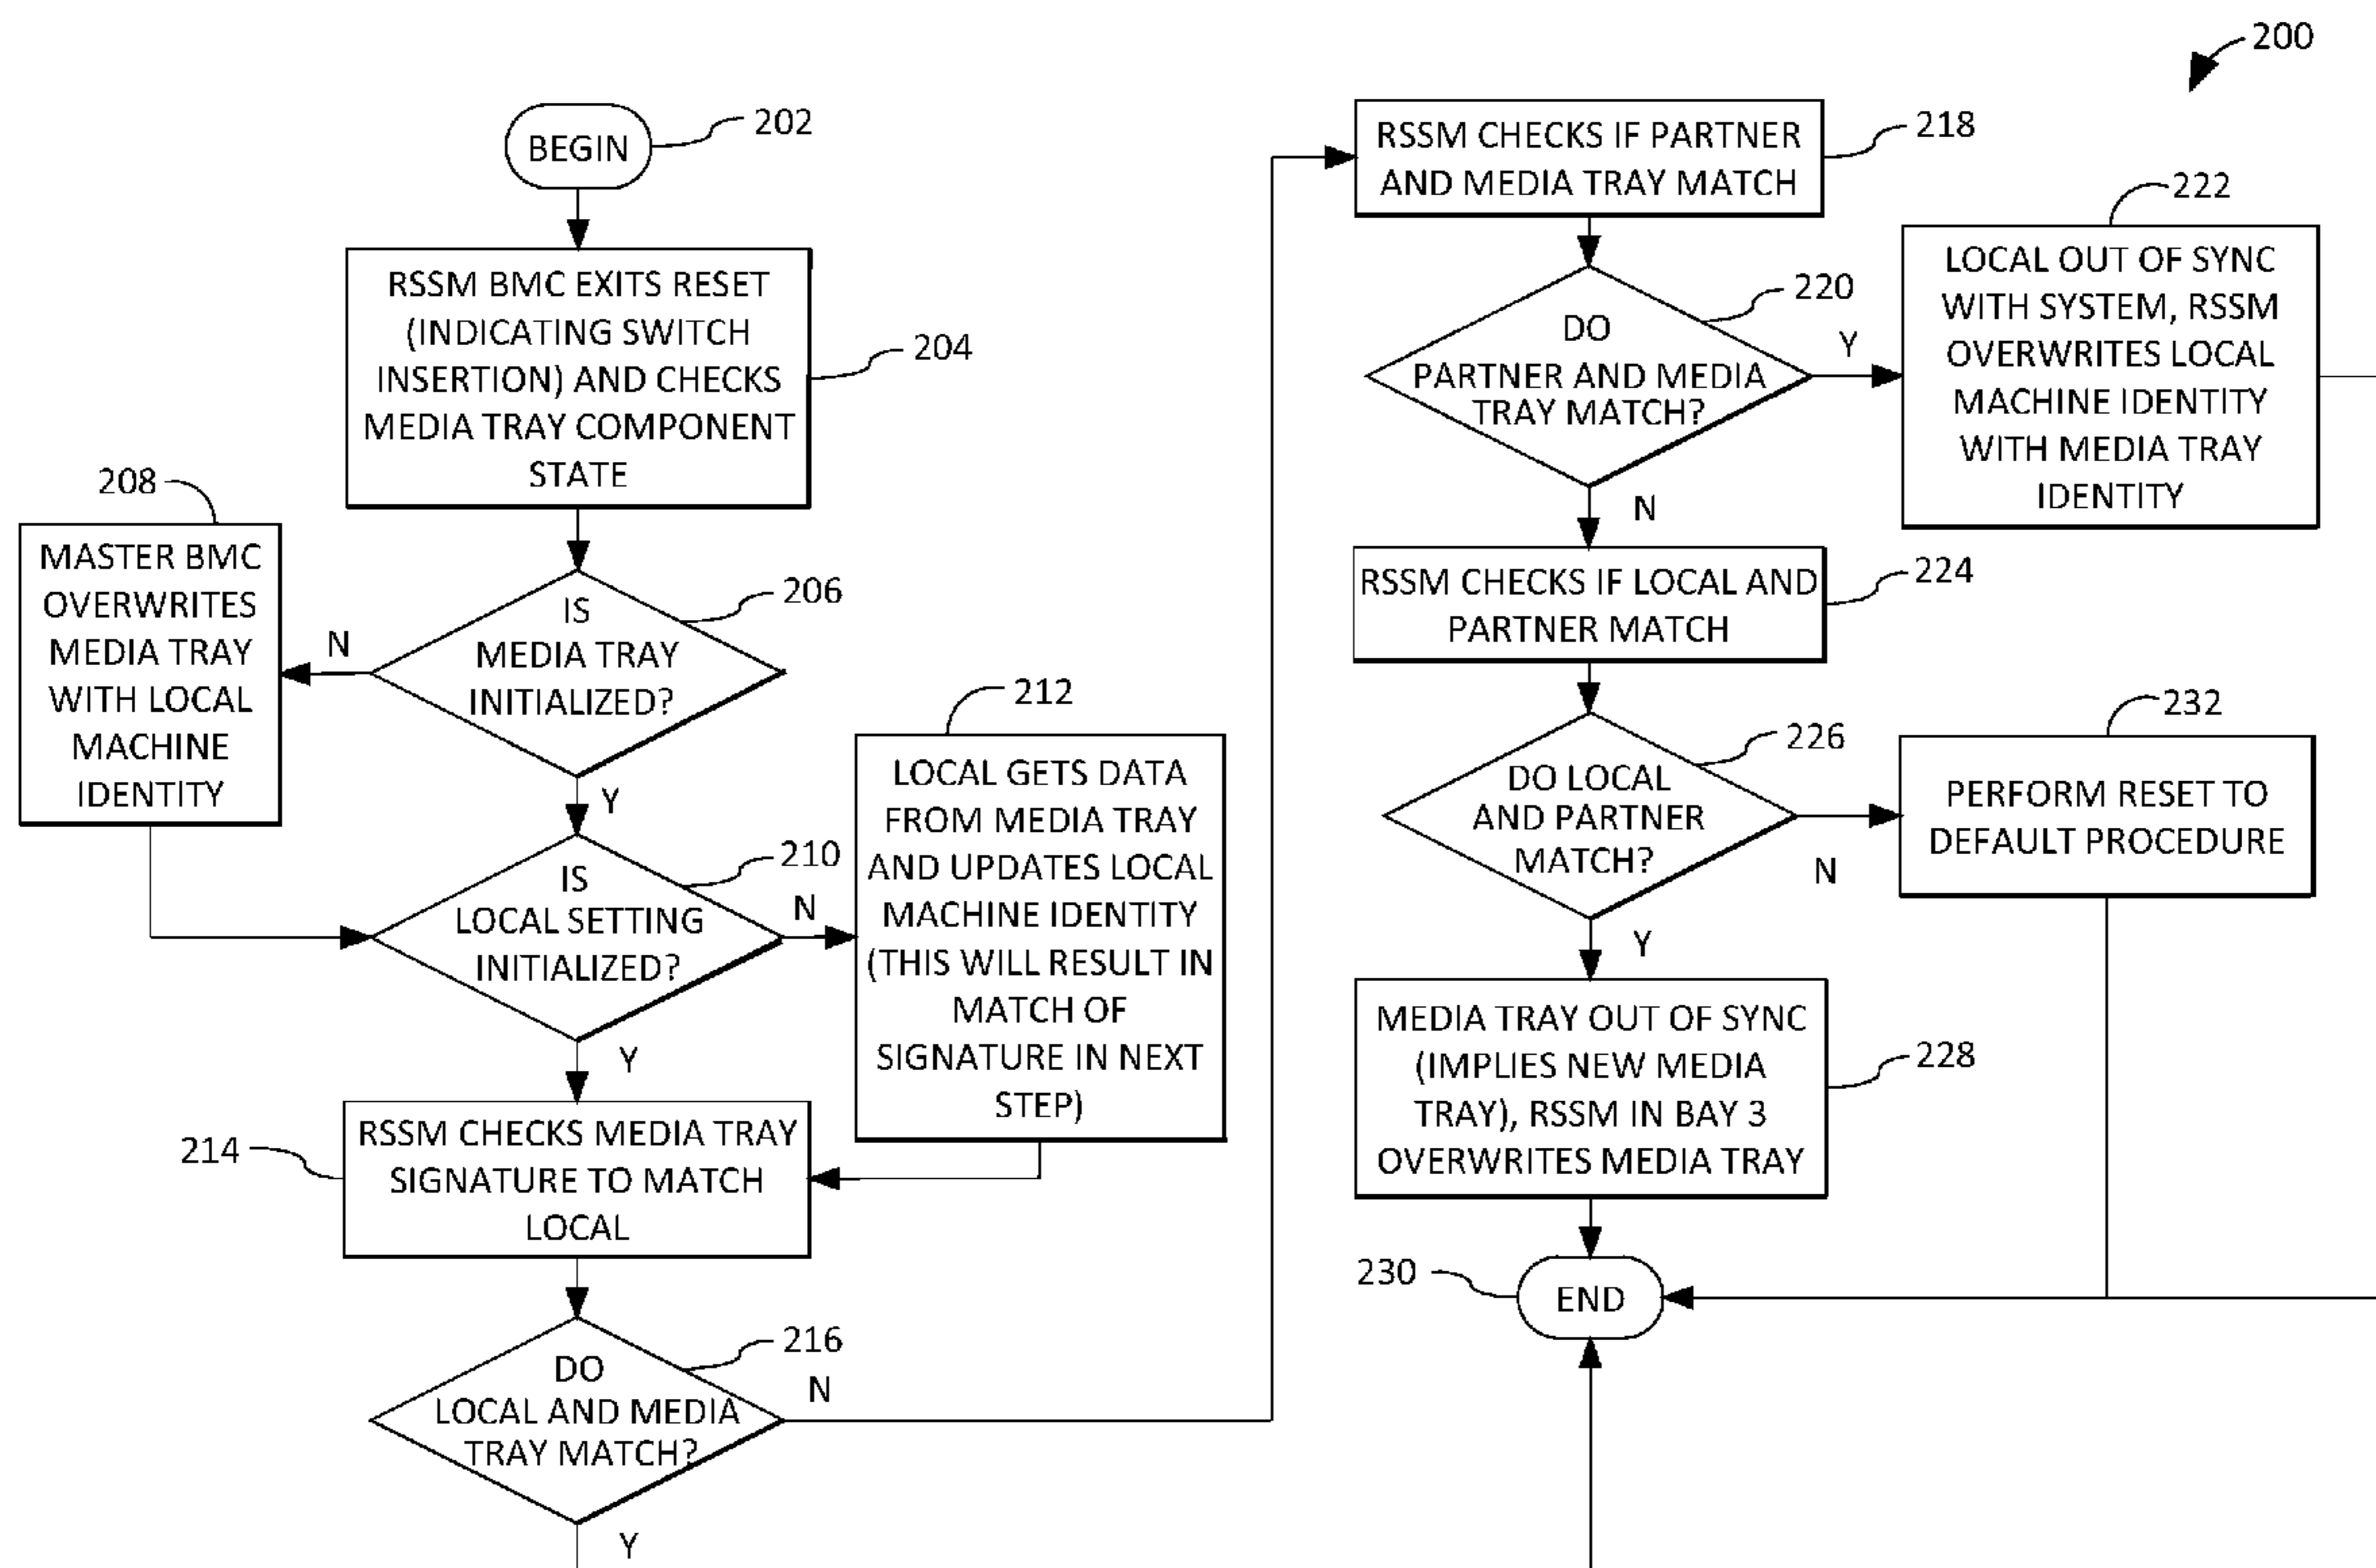 200
BEGIN
202
RSSM BMC EXITS RESET
(INDICATING SWITCH
INSERTION) AND CHECKS
MEDIA TRAY COMPONENT
STATE
204
IS
MEDIA TRAY
INITIALIZED?
206
N
Y
208
MASTER BMC
OVERWRITES
MEDIA TRAY
WITH LOCAL
MACHINE
IDENTITY
IS
LOCAL SETTING
INITIALIZED?
210
N
Y
212
LOCAL GETS DATA
FROM MEDIA TRAY
AND UPDATES LOCAL
MACHINE IDENTITY
(THIS WILL RESULT IN
MATCH OF
SIGNATURE IN NEXT
STEP)
214
RSSM CHECKS MEDIA TRAY
SIGNATURE TO MATCH
LOCAL
DO
LOCAL AND MEDIA
TRAY MATCH?
216
N
Y
RSSM CHECKS IF PARTNER
AND MEDIA TRAY MATCH
218
DO
PARTNER AND MEDIA
TRAY MATCH?
220
Y
N
222
LOCAL OUT OF SYNC
WITH SYSTEM, RSSM
OVERWRITES LOCAL
MACHINE IDENTITY
WITH MEDIA TRAY
IDENTITY
RSSM CHECKS IF LOCAL AND
PARTNER MATCH
224
DO LOCAL
AND PARTNER
MATCH?
226
N
Y
232
PERFORM RESET TO
DEFAULT PROCEDURE
MEDIA TRAY OUT OF SYNC
(IMPLIES NEW MEDIA
TRAY), RSSM IN BAY 3
OVERWRITES MEDIA TRAY
228
230
END